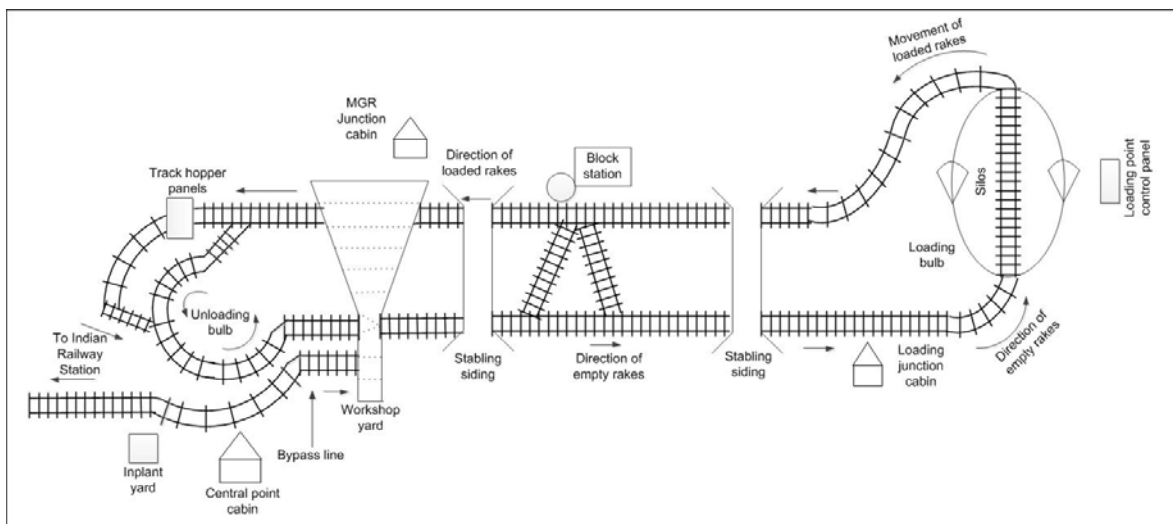 Movement of
loaded rakes
MGR
Junction
cabin
Direction of
loaded rakes
Block
station
Track hopper
panels
Silos
Loading point
control panel
Loading
bulb
Unloading
bulb
To Indian
Railway
Station
Stabling
siding
Direction of
empty rakes
Stabling
siding
Loading
junction
cabin
Direction of
empty rakes
Workshop
yard
Bypass line
Inplant
yard
Central point
cabin